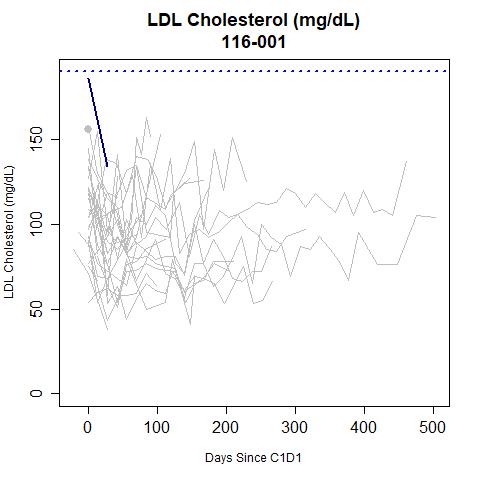 LDL Cholesterol (mg/dL)
116-001
LDL Cholesterol (mg/dL)
150
100
50
0
0 100 200 300 400 500
Days Since C1D1